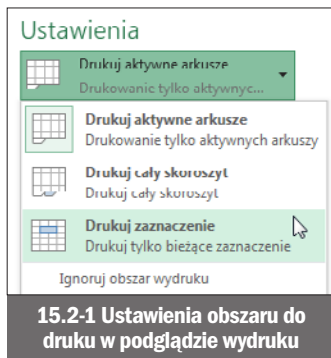 Ustawienia
Drukuj aktywne arkusze
Drukowanie tylko aktywnyc...
Drukuj aktywne arkusze
Drukowanie tylko aktywnych arkuszy
Drukuj cały skoroszyt
Drukuj cały skoroszyt
Drukuj zaznaczenie
Drukuj tylko bieżące zaznaczenie
Ignoruj obszar wydruku
15.2-1 Ustawienia obszaru do
druku w podglądzie wydruku